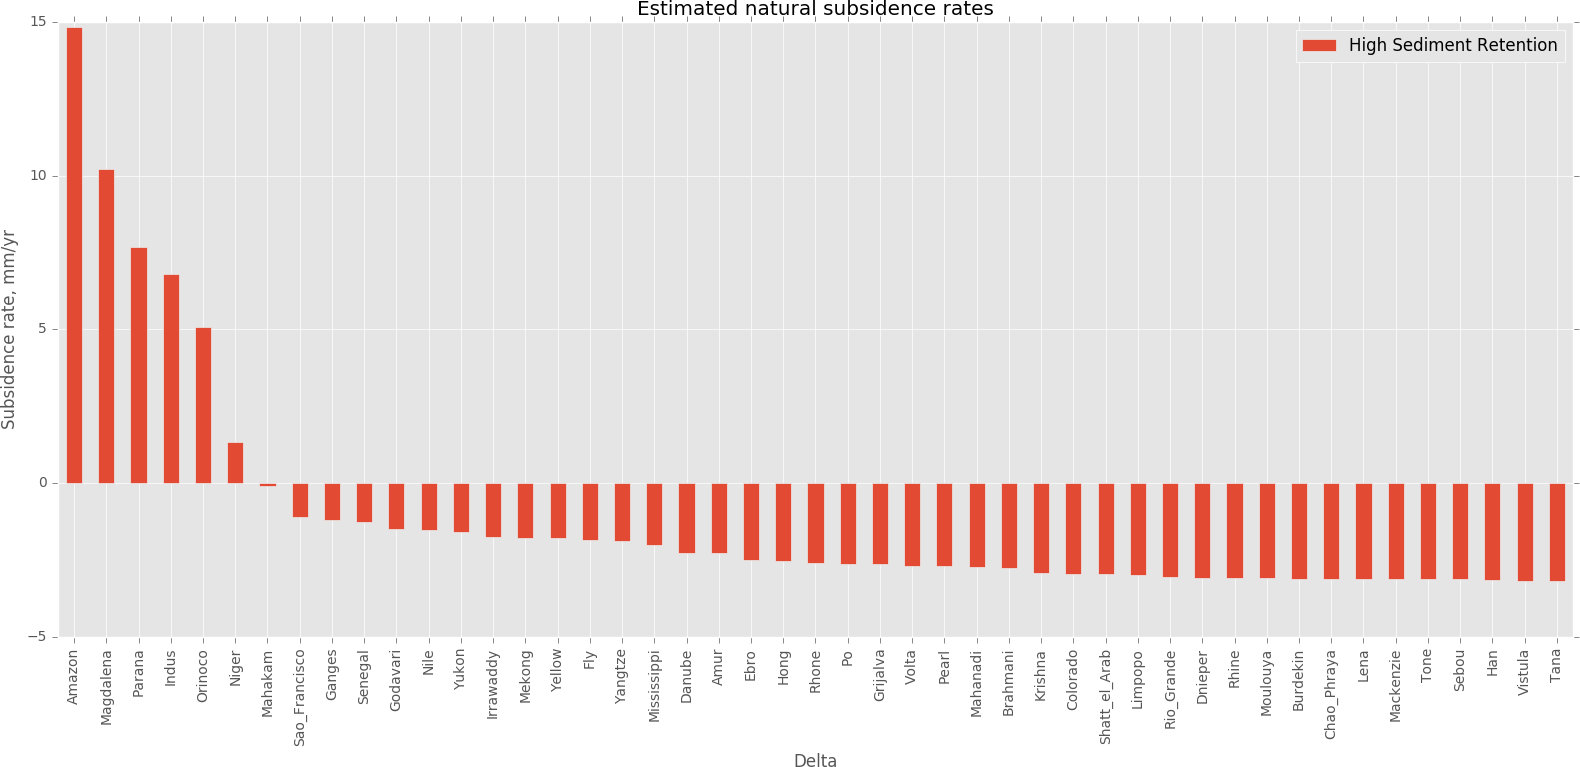 Estimated natural subsidence rates
High Sediment Retention
Subsidence rate, mm/yr
15
10
5
0
−5
Amazon
Magdalena
Parana
Indus
Orinoco
Niger
Mahakam
Sao_Francisco
Ganges
Senegal
Godavari
Nile
Yukon
Irrawaddy
Mekong
Yellow
Fly
Yangtze
Mississippi
Danube
Amur
Ebro
Hong
Rhone
Po
Grijalva
Volta
Pearl
Mahanadi
Brahmani
Krishna
Colorado
Shatt_el_Arab
Limpopo
Rio_Grande
Dnieper
Rhine
Moulouya
Burdekin
Chao_Phraya
Lena
Mackenzie
Tone
Sebou
Han
Vistula
Tana
Delta